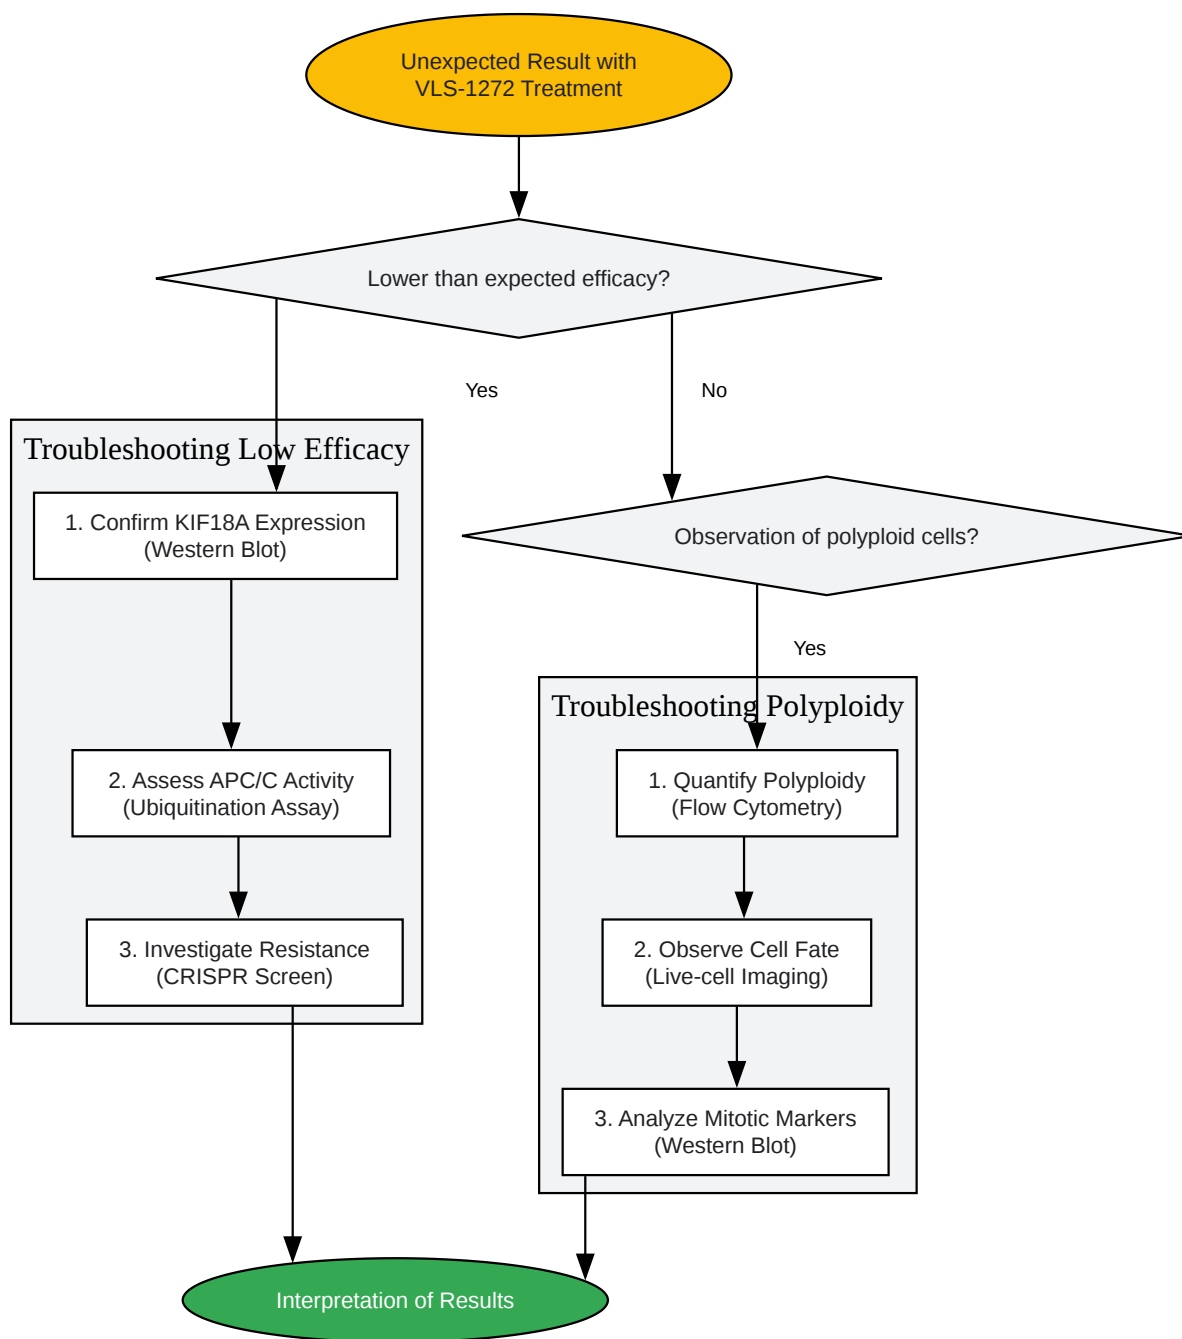 Unexpected Result with
VLS-1272 Treatment
Lower than expected efficacy?
Yes
No
Troubleshooting Low Efficacy
1. Confirm KIF18A Expression
(Western Blot)
2. Assess APC/C Activity
(Ubiquitination Assay)
3. Investigate Resistance
(CRISPR Screen)
Observation of polyploid cells?
Yes
Troubleshooting Polyploidy
1. Quantify Polyploidy
(Flow Cytometry)
2. Observe Cell Fate
(Live-cell Imaging)
3. Analyze Mitotic Markers
(Western Blot)
Interpretation of Results